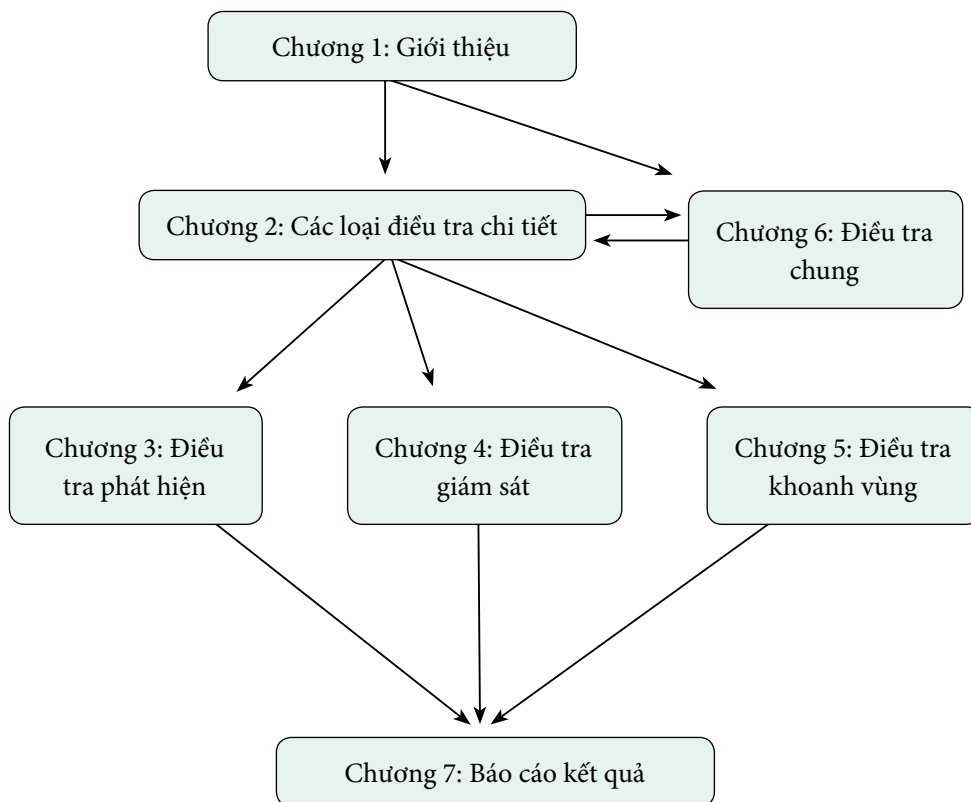 Chương 1: Giới thiệu
Chương 2: Các loại điều tra chi tiết
Chương 6: Điều tra
chung
Chương 3: Điều
tra phát hiện
Chương 4: Điều tra
giám sát
Chương 5: Điều tra
khoanh vùng
Chương 7: Báo cáo kết quả